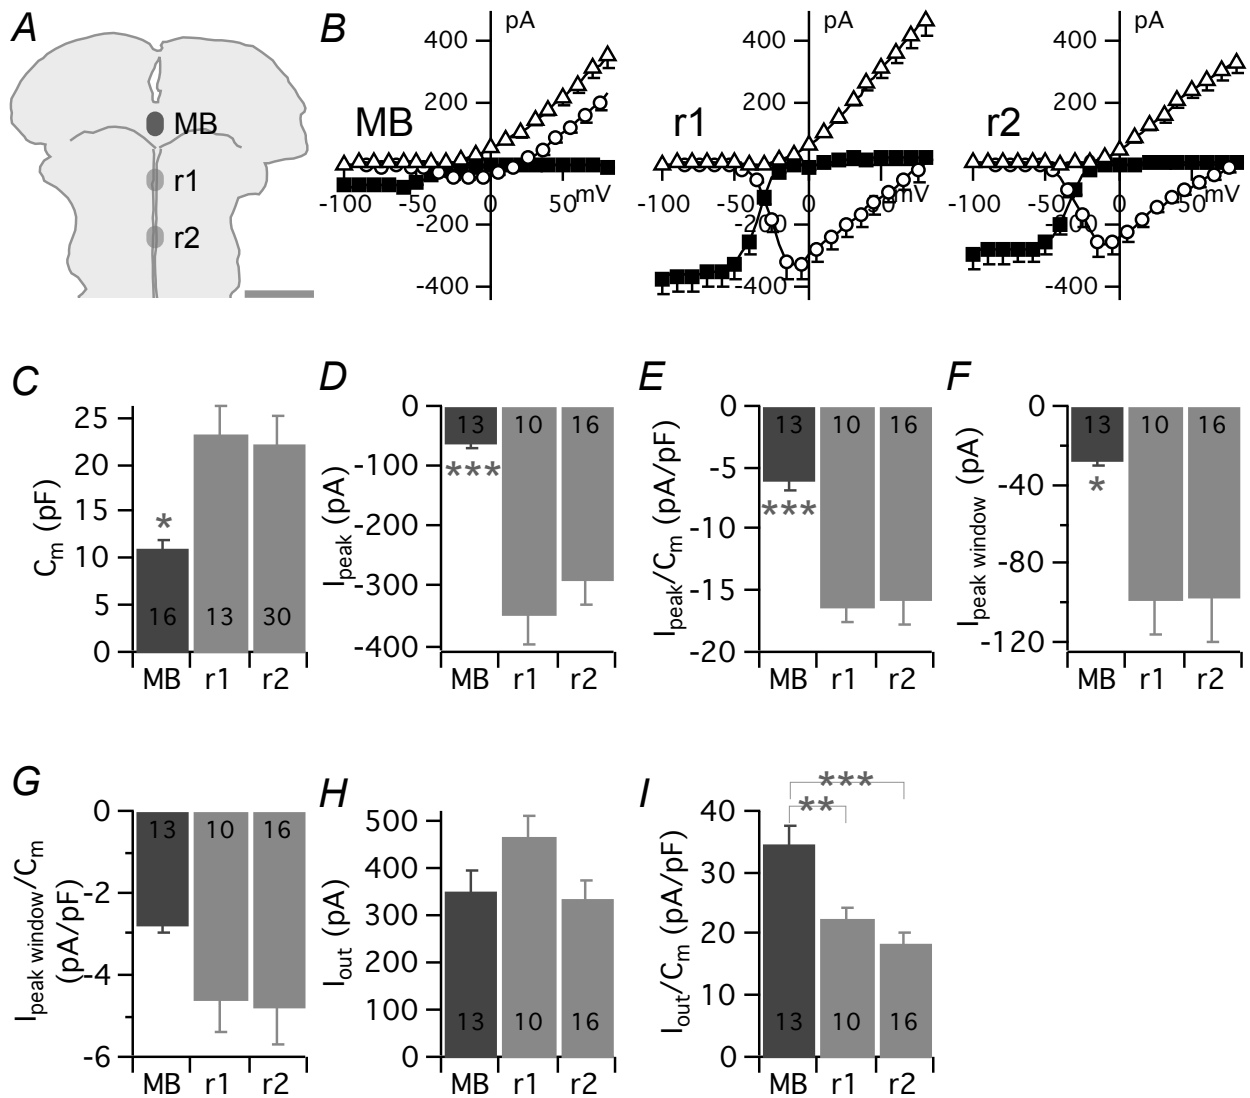 A
MB
r1
r2
B
MB
pA
400
200
-200
-400
-100
-50
0
50
mV
r1
pA
400
200
-200
-400
-100
-50
0
50
mV
r2
pA
400
200
-200
-400
-100
-50
0
50
mV
C
Cm (pF)
25
20
15
10
5
0
*
16
13
30
MB r1 r2
D
Ipeak (pA)
0
-100
-200
-300
-400
13
10
16
***
MB r1 r2
E
Ipeak/Cm (pA/pF)
0
-5
-10
-15
-20
13
10
16
***
MB r1 r2
F
Ipeak window (pA)
0
-40
-80
-120
13
10
16
*
MB r1 r2
G
Ipeak window/Cm
(pA/pF)
0
-2
-4
-6
13
10
16
MB r1 r2
H
Iout (pA)
500
400
300
200
100
0
13
10
16
MB r1 r2
I
Iout/Cm (pA/pF)
40
30
20
10
0
***
**
13
10
16
MB r1 r2